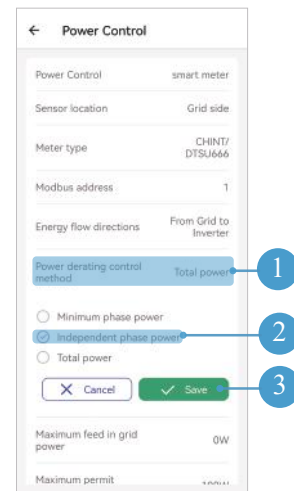 Power Control
Power Control smart meter
Sensor location Grid side
Meter type CHINT/
DTSU666
Modbus address 1
Energy flow directions From Grid to
Inverter
Power derating control
method Total power
1
Minimum phase power
Independent phase power
2
Total power
Cancel Save
3
Maximum feed in grid
power 0W
Maximum permit